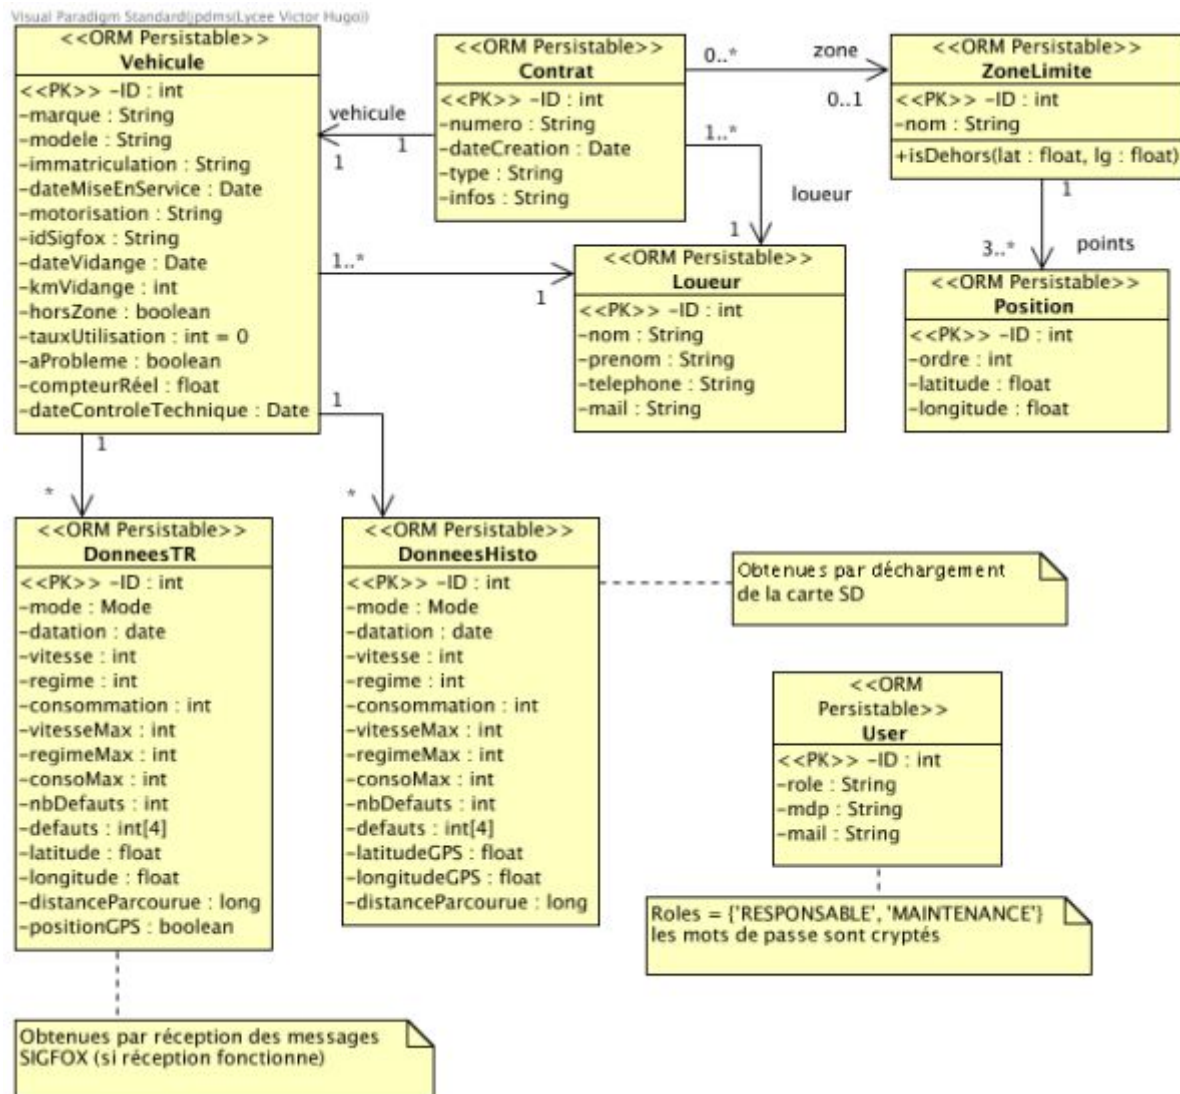 Visual Paradigm Standard(jpdms(Lycee Victor Hugo))
<<ORM Persistable>>
Vehicule
<<PK>> -ID : int
-marque : String
-modele : String
-immatriculation : String
-dateMiseEnService : Date
-motorisation : String
-idSigfox : String
-dateVidange : Date
-kmVidange : int
-horsZone : boolean
-tauxUtilisation : int = 0
-aProbleme : boolean
-compteurRéel : float
-dateControleTechnique : Date
vehicule
1
1
<<ORM Persistable>>
Contrat
<<PK>> -ID : int
-numero : String
-dateCreation : Date
-type : String
-infos : String
0..*
zone
0..1
<<ORM Persistable>>
ZoneLimite
<<PK>> -ID : int
-nom : String
+isDehors(lat : float, lg : float)
1..*
loueur
1
1..*
1
<<ORM Persistable>>
Loueur
<<PK>> -ID : int
-nom : String
-prenom : String
-telephone : String
-mail : String
1
3..*
points
<<ORM Persistable>>
Position
<<PK>> -ID : int
-ordre : int
-latitude : float
-longitude : float
1
*
1
*
<<ORM Persistable>>
DonneesTR
<<PK>> -ID : int
-mode : Mode
-datation : date
-vitesse : int
-regime : int
-consommation : int
-vitesseMax : int
-regimeMax : int
-consoMax : int
-nbDefauts : int
-defauts : int[4]
-latitude : float
-longitude : float
-distanceParcourue : long
-positionGPS : boolean
<<ORM Persistable>>
DonneesHisto
<<PK>> -ID : int
-mode : Mode
-datation : date
-vitesse : int
-regime : int
-consommation : int
-vitesseMax : int
-regimeMax : int
-consoMax : int
-nbDefauts : int
-defauts : int[4]
-latitudeGPS : float
-longitudeGPS : float
-distanceParcourue : long
Obtenues par déchargement
de la carte SD
<<ORM
Persistable>>
User
<<PK>> -ID : int
-role : String
-mdp : String
-mail : String
Roles = {'RESPONSABLE', 'MAINTENANCE'}
les mots de passe sont cryptés
Obtenues par réception des messages
SIGFOX (si réception fonctionne)